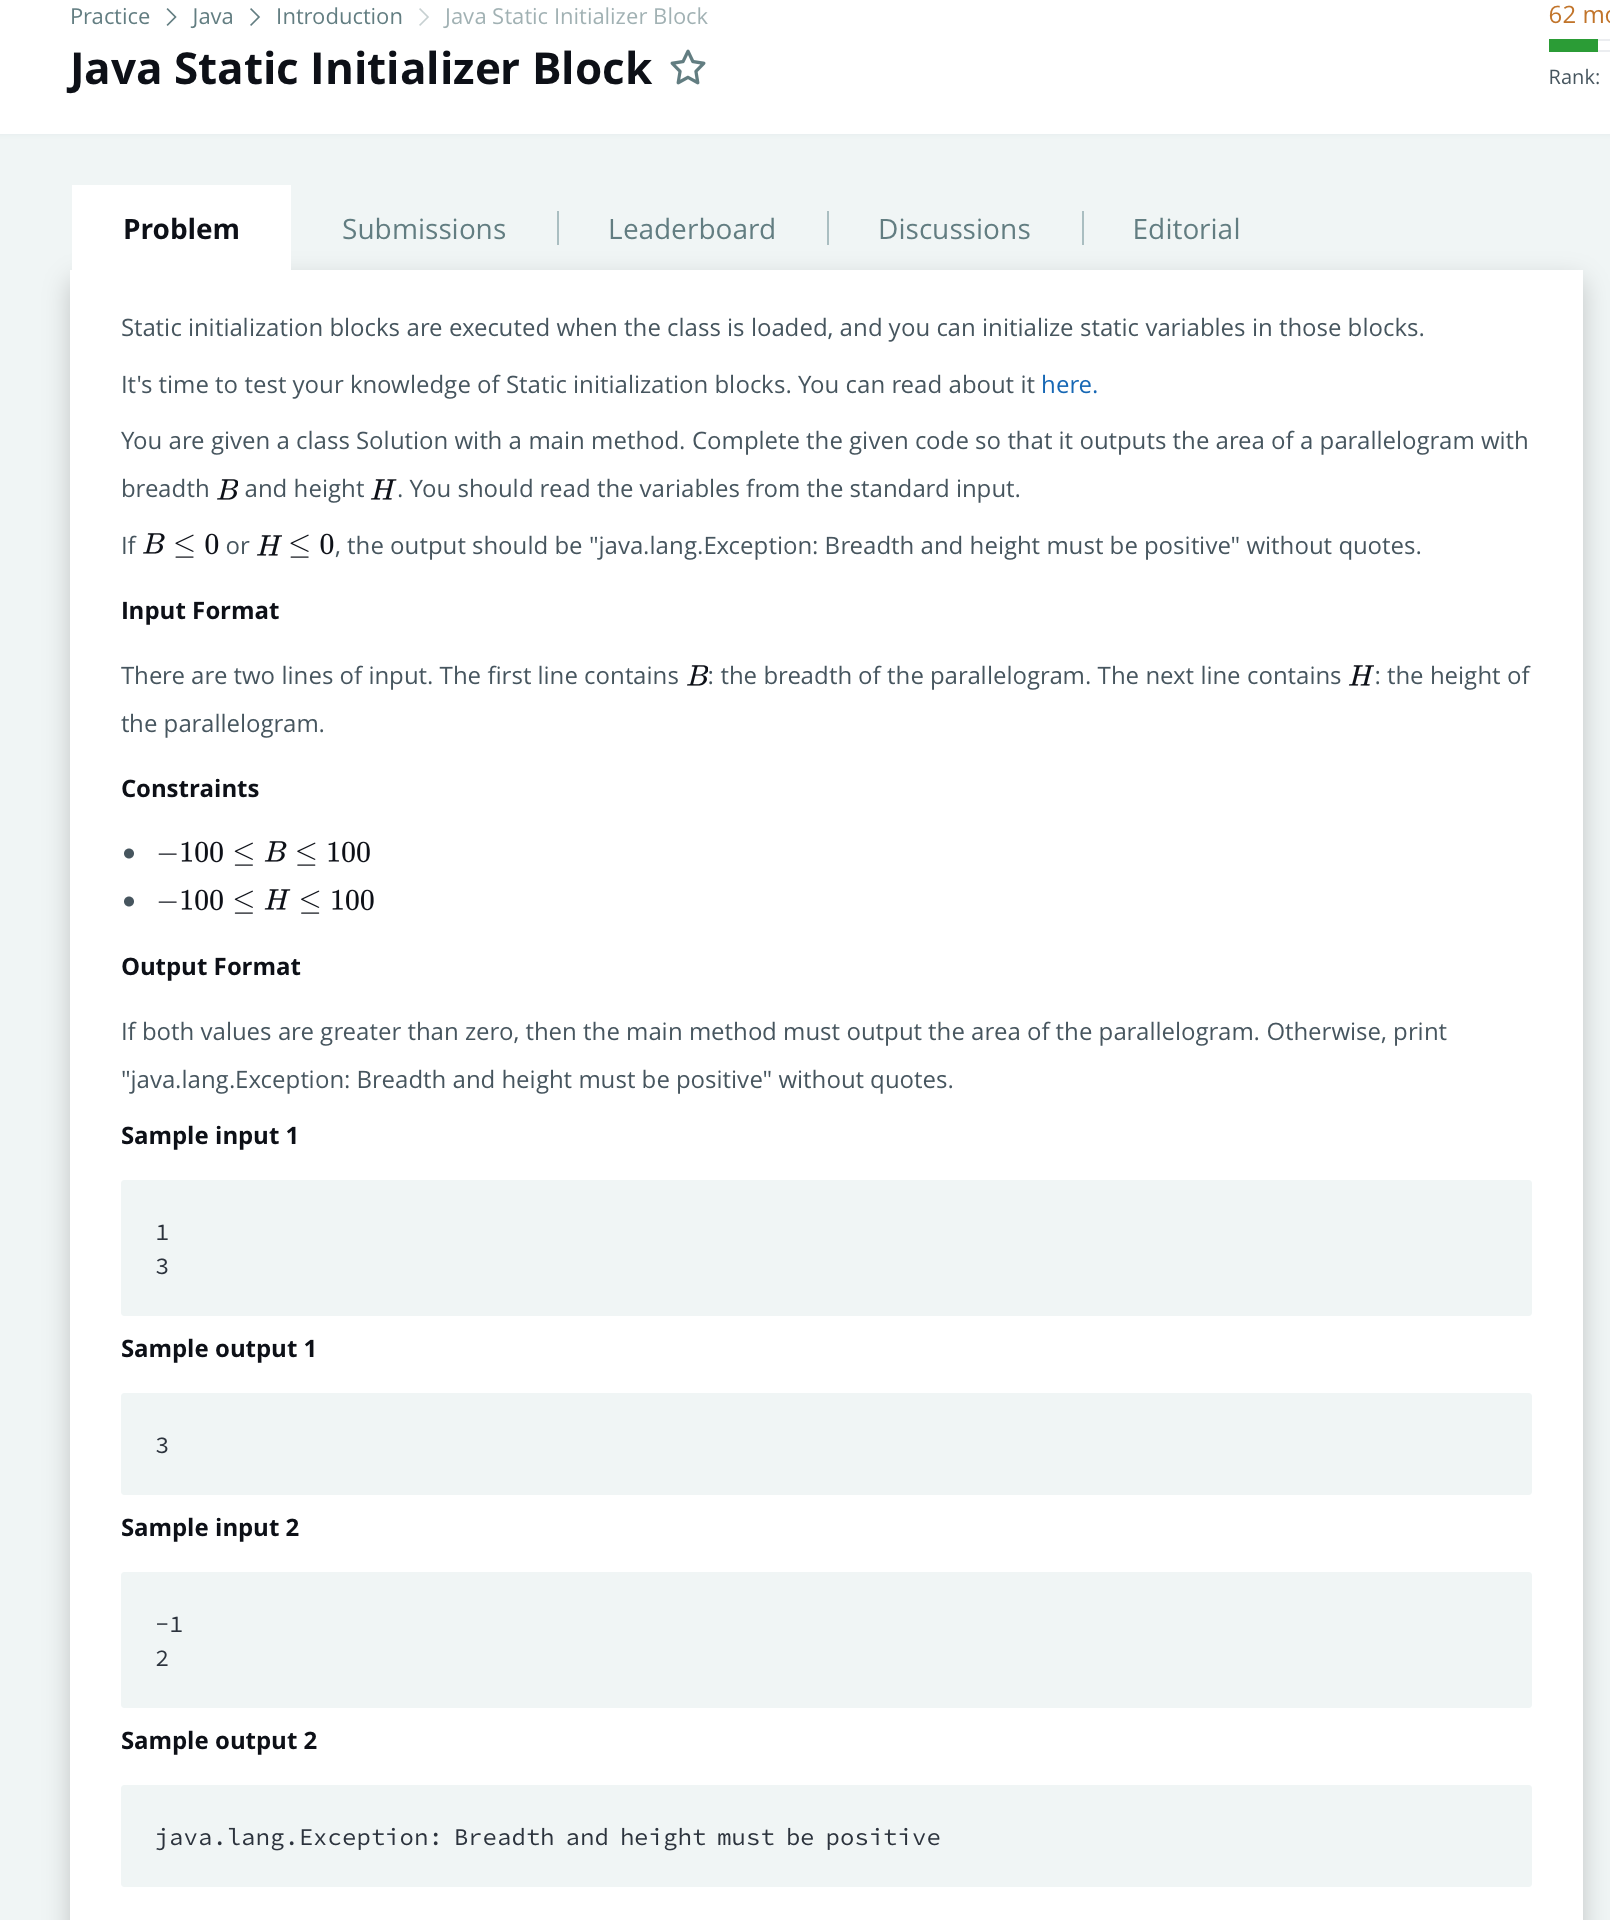 Practice > Java > Introduction > Java Static Initializer Block
62
Java Static Initializer Block
Rank:
Problem
Submissions
Leaderboard
Discussions
Editorial
Static initialization blocks are executed when the class is loaded, and you can initialize static variables in those blocks.
It's time to test your knowledge of Static initialization blocks. You can read about it here.
You are given a class Solution with a main method. Complete the given code so that it outputs the area of a parallelogram with
breadth B and height H. You should read the variables from the standard input.
If B ≤ 0 or H ≤ 0, the output should be "java.lang.Exception: Breadth and height must be positive" without quotes.
Input Format
There are two lines of input. The first line contains B: the breadth of the parallelogram. The next line contains H: the height of
the parallelogram.
Constraints
• −100 ≤ B ≤ 100
• −100 ≤ H ≤ 100
Output Format
If both values are greater than zero, then the main method must output the area of the parallelogram. Otherwise, print
"java.lang.Exception: Breadth and height must be positive" without quotes.
Sample input 1
1
3
Sample output 1
3
Sample input 2
-1
2
Sample output 2
java.lang.Exception: Breadth and height must be positive